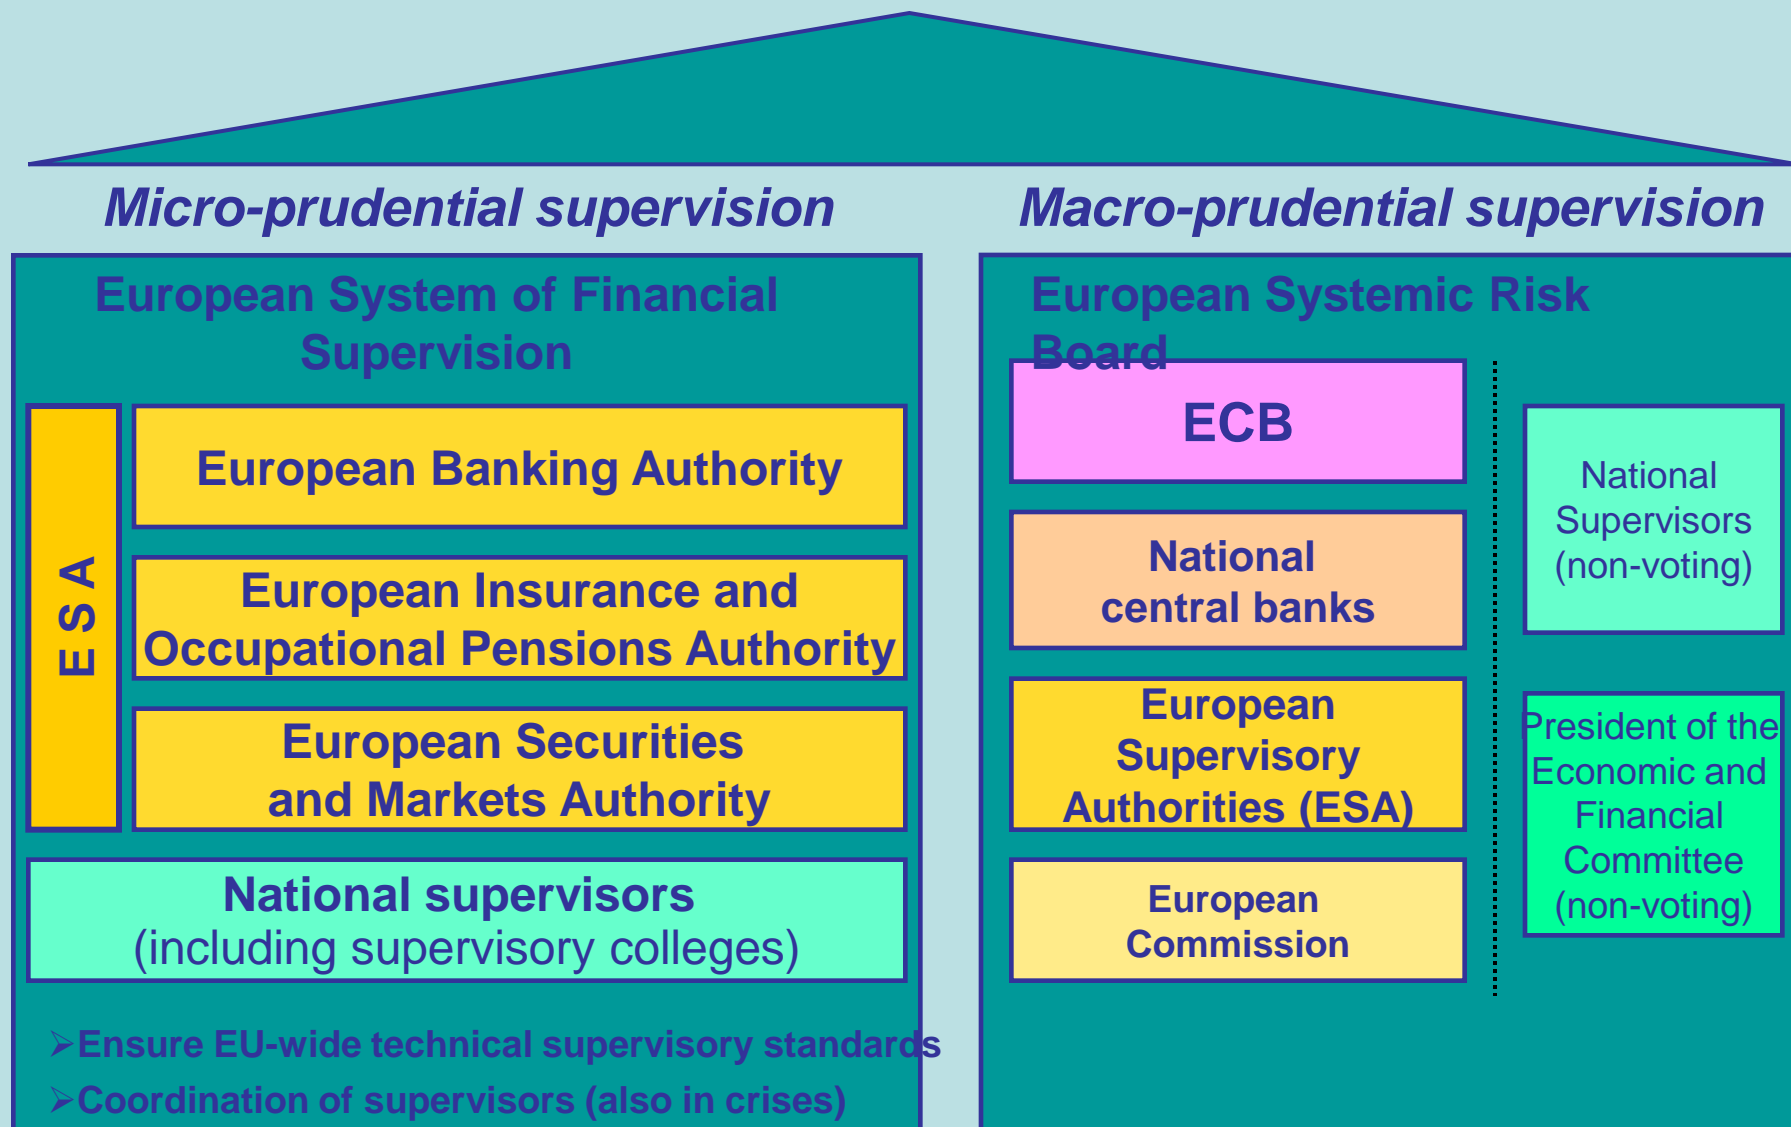 Micro-prudential supervision
European System of Financial
Supervision
E S A
European Banking Authority
European Insurance and
Occupational Pensions Authority
European Securities
and Markets Authority
National supervisors
(including supervisory colleges)
➢Ensure EU-wide technical supervisory standards
➢Coordination of supervisors (also in crises)
Macro-prudential supervision
European Systemic Risk
Board
ECB
National
central banks
European
Supervisory
Authorities (ESA)
European
Commission
National
Supervisors
(non-voting)
President of the
Economic and
Financial
Committee
(non-voting)